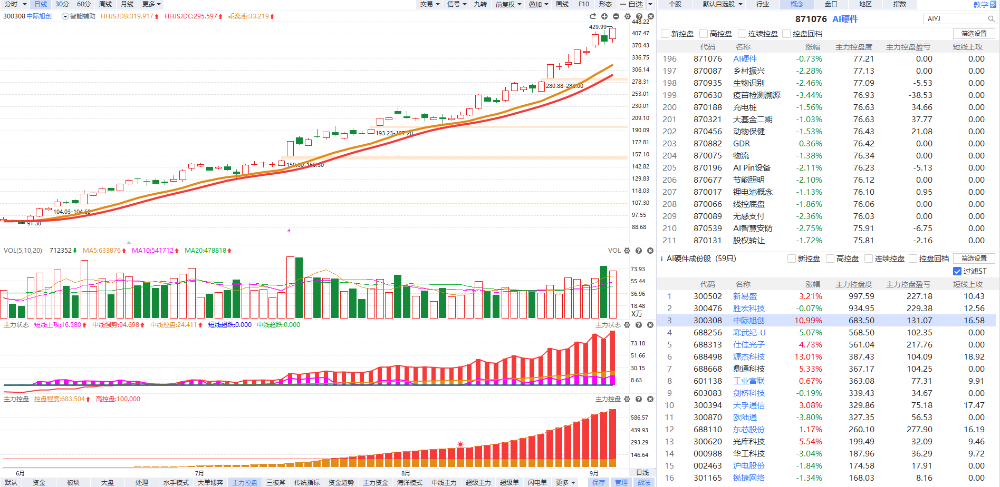 分时 日线 30分 60分 周线 月线 更多 交易 信号 九转 前复权 叠加 画线 F10 形态 一自选
300308 中际旭创 智能辅助 HHJSJDB:319.917 HHJSJDC:295.597 乖离率:33.219
448.22
429.99
407.47
370.43
336.75
306.14
280.88-288.00
278.31
253.01
230.01
209.10
193.23-197.20
190.09
172.81
157.10
150.50-155.50
142.82
129.83
118.03
107.30
104.03-104.69
97.55
91.38
88.68
VOL(5,10,20) 712352 MA5:633876 MA10:541712 MA20:478818 VOL
73.93
55.44
36.96
18.48
X万
主力状态 短线上攻:16.580 中线强势:94.698 中线控盘:24.411 短线超跌:0.000 中线超跌:0.000 主力状态
73.18
51.66
30.15
8.63
主力控盘 控盘程度:683.504 高控盘:100.000 主力控盘
586.57
439.93
293.29
146.64
6月 7月 8月 9月 日线
默认 资金 板块 大盘 处理 水手模式 大单博弈 主力控盘 三板斧 传统指标 资金趋势 主力资金 海洋模式 中线主力 超级主力 超级单 闪电单 更多 保存 管理 战法
个股 默认自选股 行业 概念 盘口 地区 指数 教学
871076 AI硬件 AIYJ
新控盘 高控盘 连续控盘 控盘回档 筛选设置
代码 名称 涨幅 主力控盘度 主力控盘盈亏 短线上攻
196 871076 AI硬件 -0.73% 77.21 0.00 0.00
197 870087 乡村振兴 -2.28% 77.13 0.00 0.00
198 870935 生物识别 -2.46% 77.09 -5.53 0.00
199 870630 疫苗检测溯源 -3.44% 76.93 -38.53 0.00
200 870188 充电桩 -1.56% 76.63 34.66 0.00
201 870321 大基金二期 -1.03% 76.63 37.77 0.00
202 870456 动物保健 -1.53% 76.43 21.08 0.00
203 870882 GDR -0.36% 76.42 0.00 0.00
204 870075 物流 -1.38% 76.34 0.00 0.00
205 870196 AI Pin设备 -2.11% 76.23 -5.13 0.00
206 870677 节能照明 -2.10% 76.12 0.00 0.00
207 870017 锂电池概念 -1.13% 76.10 0.95 0.00
208 870066 线控底盘 -1.86% 76.06 0.00 0.00
209 870089 无感支付 -2.36% 76.03 0.00 0.00
210 870539 AI智慧安防 -2.75% 75.91 -6.75 0.00
211 870131 股权转让 -1.72% 75.81 -2.16 0.00
AI硬件成份股 (59只) 新控盘 高控盘 连续控盘 控盘回档 筛选设置
过滤ST
代码 名称 涨幅 主力控盘度 主力控盘盈亏 短线上攻
1 300502 新易盛 3.21% 997.59 227.18 10.43
2 300476 胜宏科技 -0.07% 934.95 229.38 12.56
3 300308 中际旭创 10.99% 683.50 131.07 16.58
4 688256 寒武纪-U -5.07% 568.50 102.35 0.00
5 688313 仕佳光子 4.73% 561.04 217.76 0.00
6 688498 源杰科技 13.01% 387.43 104.09 18.92
7 688668 鼎通科技 5.33% 367.17 104.25 0.00
8 601138 工业富联 0.67% 363.08 77.31 9.91
9 603083 剑桥科技 -0.19% 339.43 34.67 0.00
10 300394 天孚通信 3.08% 329.86 75.18 17.47
11 300870 欧陆通 -3.80% 327.35 56.53 0.00
12 688110 东芯股份 1.17% 260.10 277.90 16.19
13 300620 光库科技 5.54% 199.49 32.09 9.46
14 000988 华工科技 -3.04% 187.96 36.29 9.72
15 002463 沪电股份 -1.84% 174.58 17.91 0.00
16 301165 锐捷网络 -1.34% 168.03 8.16 0.00